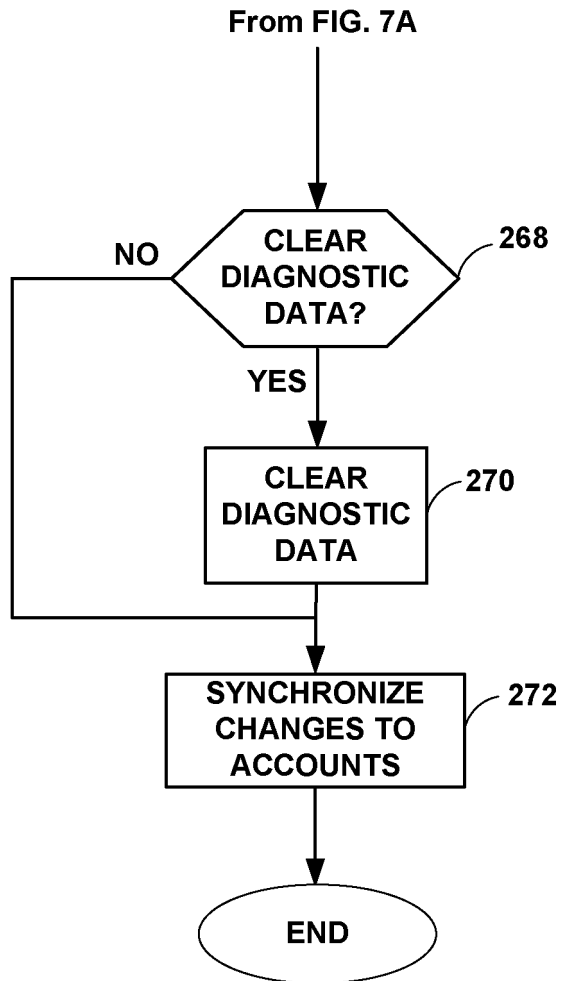 From FIG. 7A
CLEAR
DIAGNOSTIC
DATA?
268
NO
YES
CLEAR
DIAGNOSTIC
DATA
270
SYNCHRONIZE
CHANGES TO
ACCOUNTS
272
END